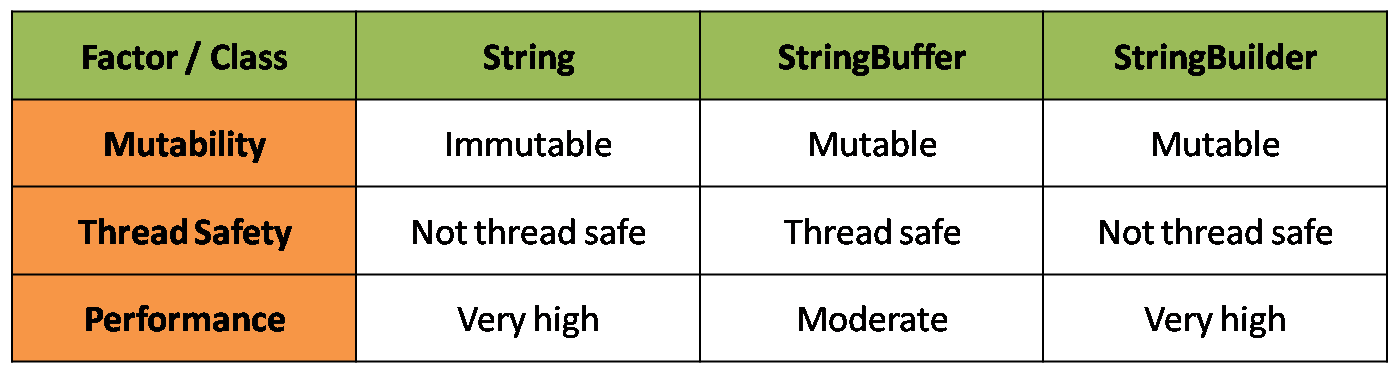 Factor / Class String StringBuffer StringBuilder
Mutability Immutable Mutable Mutable
Thread Safety Not thread safe Thread safe Not thread safe
Performance Very high Moderate Very high